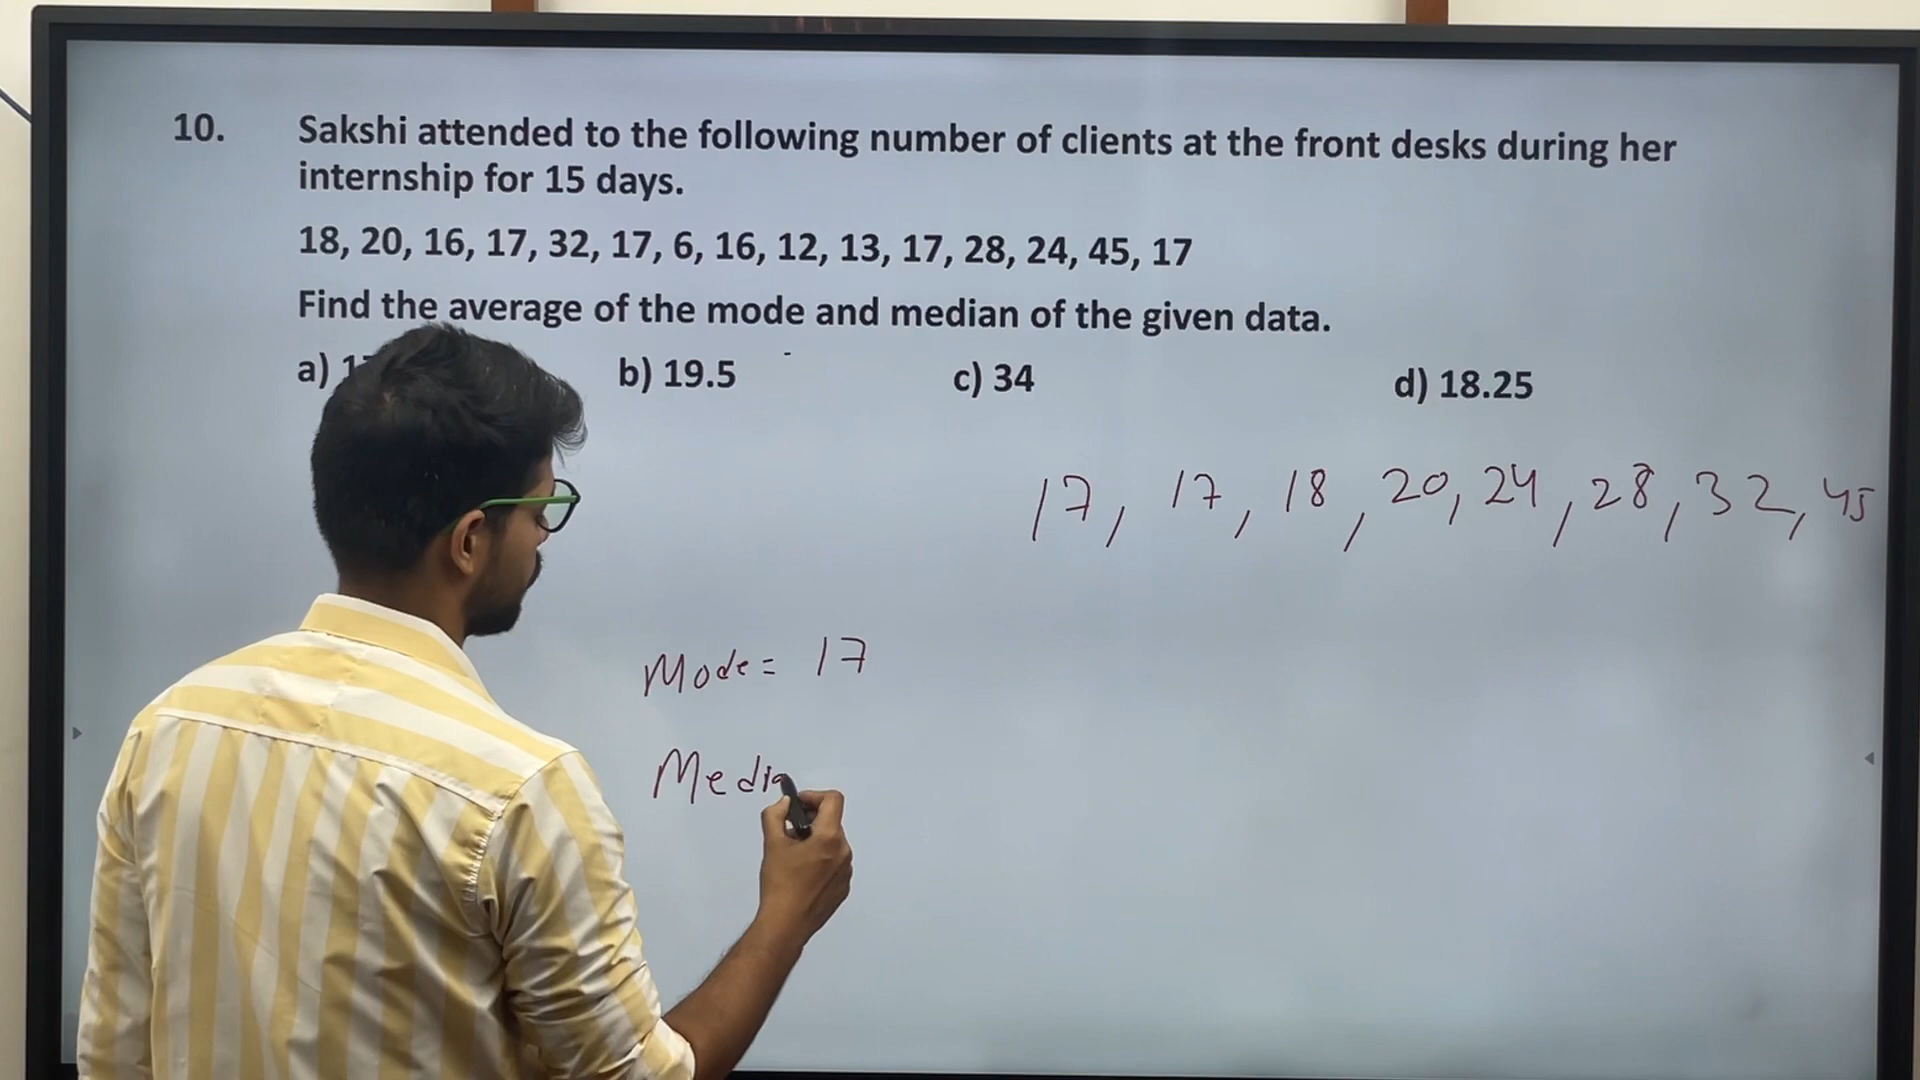 10. Sakshi attended to the following number of clients at the front desks during her
internship for 15 days.
18, 20, 16, 17, 32, 17, 6, 16, 12, 13, 17, 28, 24, 45, 17
Find the average of the mode and median of the given data.
a) b) 19.5 c) 34 d) 18.25
17, 17, 18, 20, 24, 28, 32, 45
Mode = 17
Media